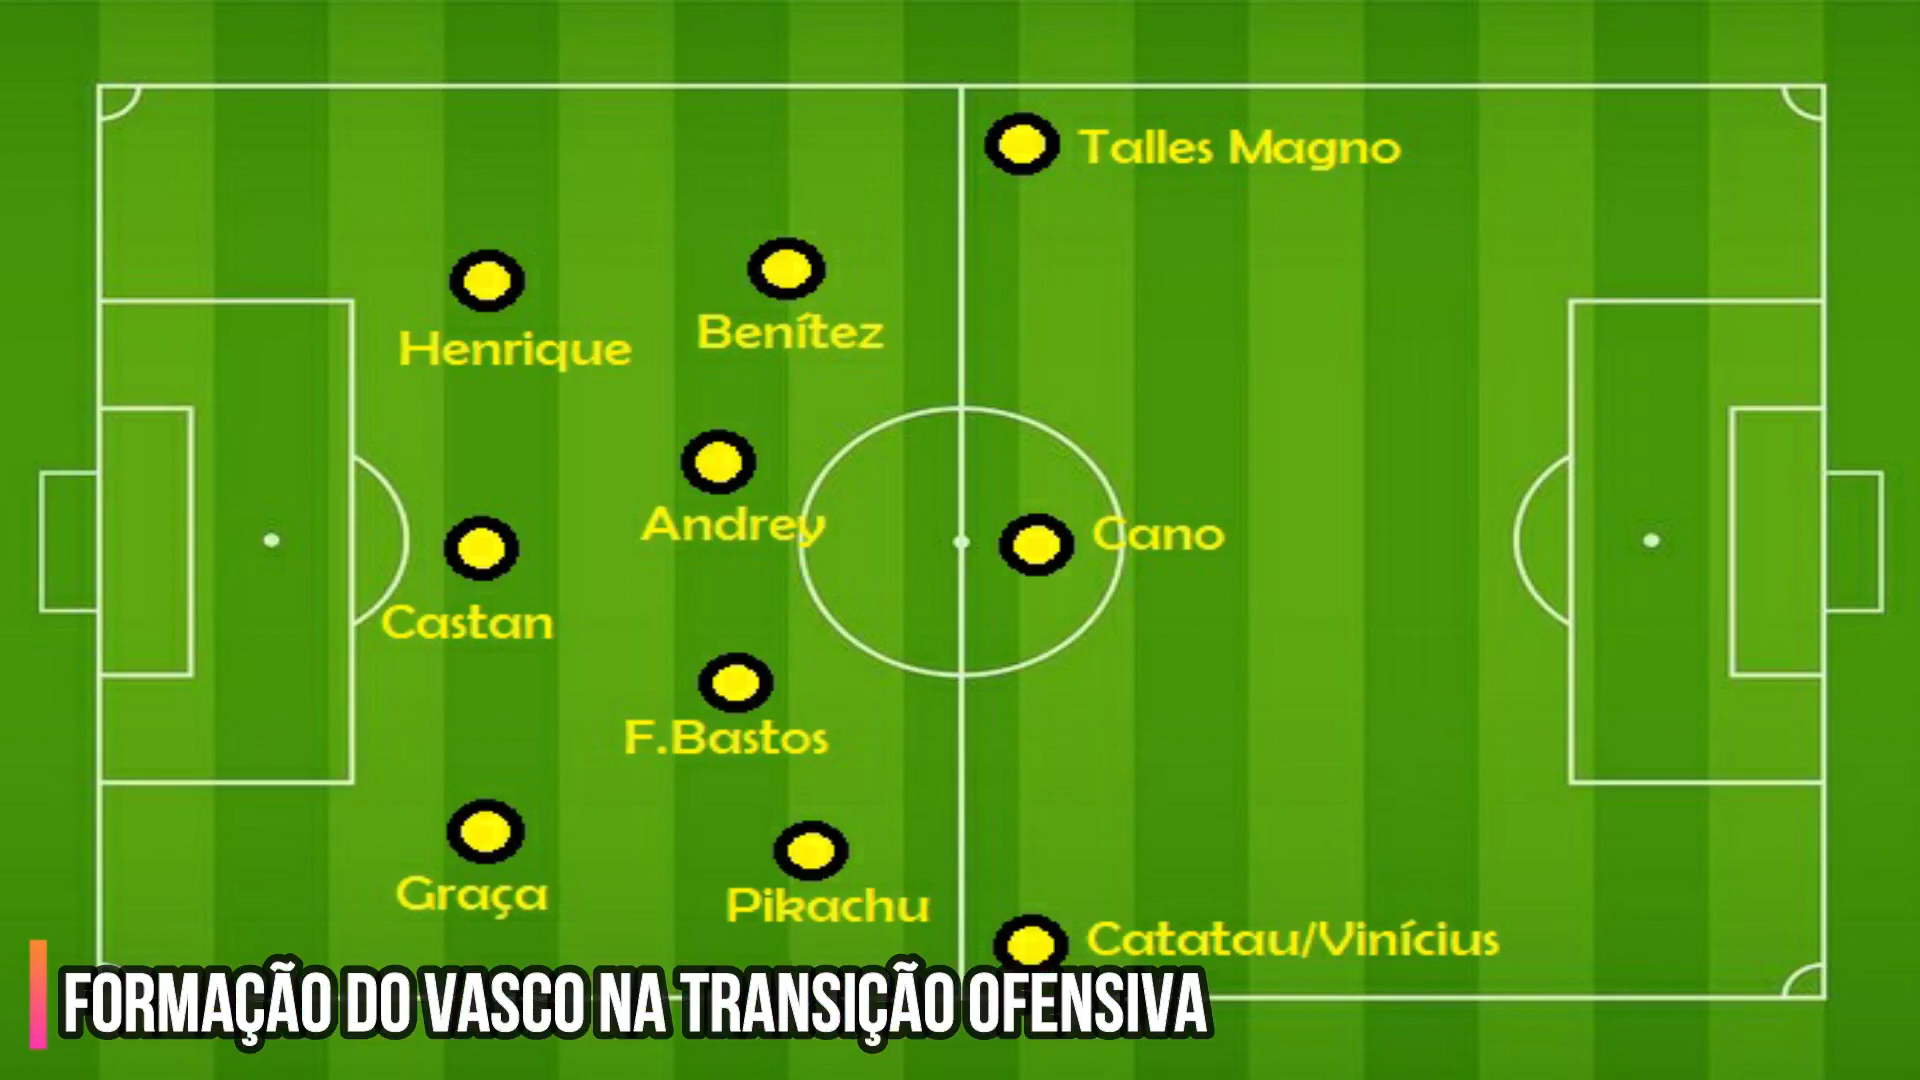 Talles Magno
Benítez
Henrique
Andrey
Cano
Castan
F.Bastos
Graça
Pikachu
Catatau/Vinícius
FORMAÇÃO DO VASCO NA TRANSIÇÃO OFENSIVA